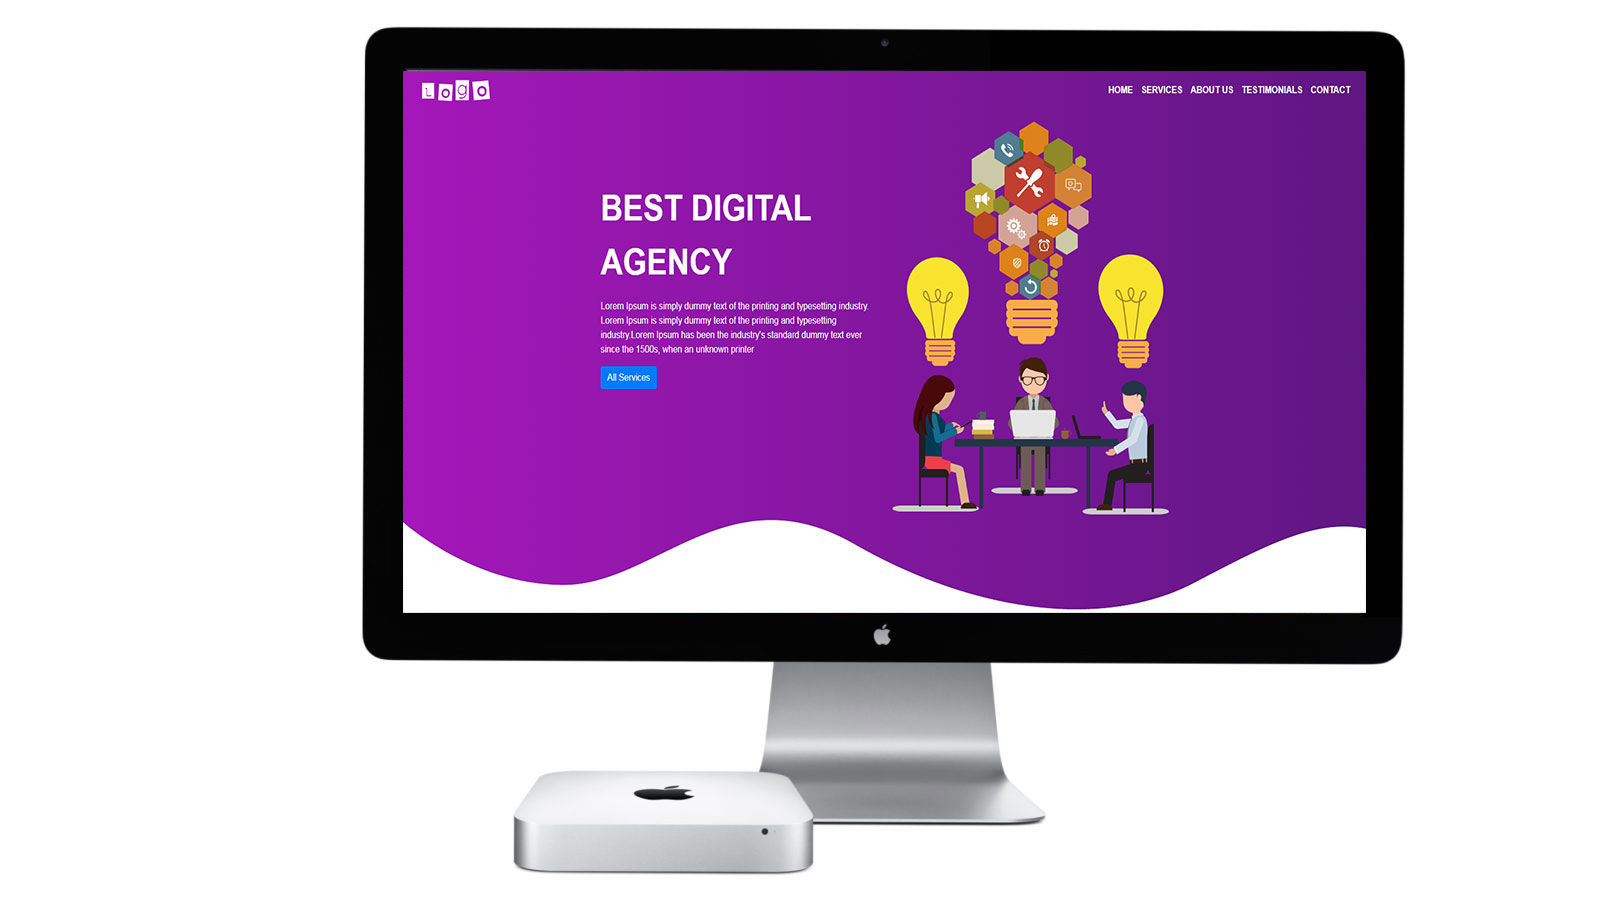 Logo
HOME SERVICES ABOUT US TESTIMONIALS CONTACT
BEST DIGITAL
AGENCY
Lorem Ipsum is simply dummy text of the printing and typesetting industry.
Lorem Ipsum is simply dummy text of the printing and typesetting
industry.Lorem Ipsum has been the industry's standard dummy text ever
since the 1500s, when an unknown printer
All Services